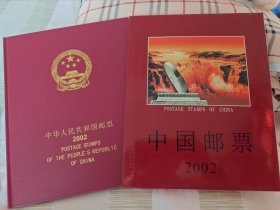 中华人民共和国邮票
2002
POSTAGE STAMPS
OF THE PEOPLE'S REPUBLIC
OF CHINA
POSTAGE STAMPS OF CHINA
中国邮票
2002